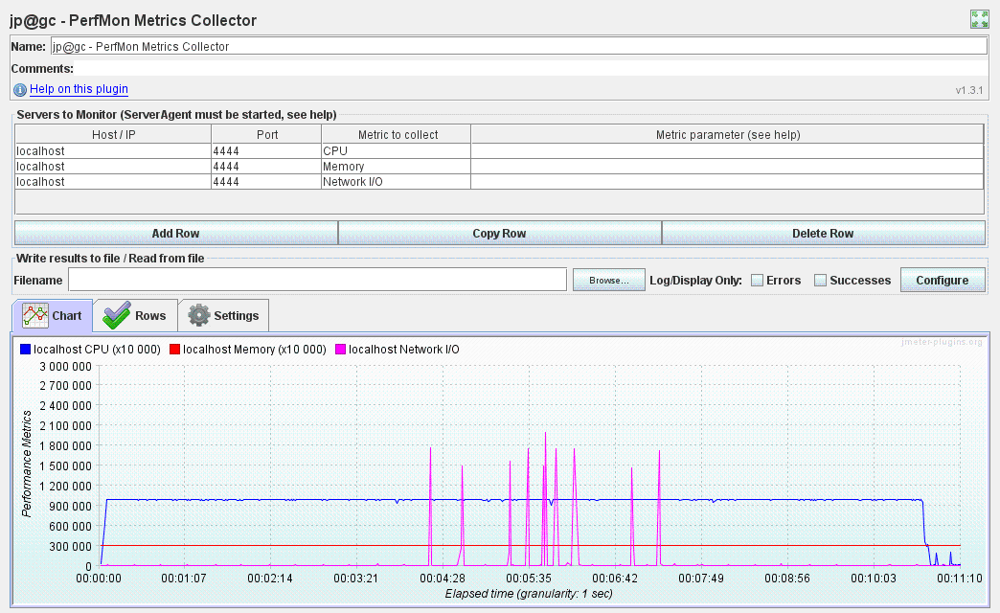 jp@gc - PerfMon Metrics Collector
Name: jp@gc - PerfMon Metrics Collector
Comments:
Help on this plugin
v1.3.1
Servers to Monitor (ServerAgent must be started, see help)
Host / IP Port Metric to collect Metric parameter (see help)
localhost 4444 CPU
localhost 4444 Memory
localhost 4444 Network I/O
Add Row Copy Row Delete Row
Write results to file / Read from file
Filename Browse... Log/Display Only: Errors Successes Configure
Chart Rows Settings
localhost CPU (x10 000) localhost Memory (x10 000) localhost Network I/O
jmeter-plugins.org
3 000 000
2 700 000
2 400 000
2 100 000
1 800 000
1 500 000
1 200 000
900 000
600 000
300 000
0
Performance Metrics
00:00:00 00:01:07 00:02:14 00:03:21 00:04:28 00:05:35 00:06:42 00:07:49 00:08:56 00:10:03 00:11:10
Elapsed time (granularity: 1 sec)